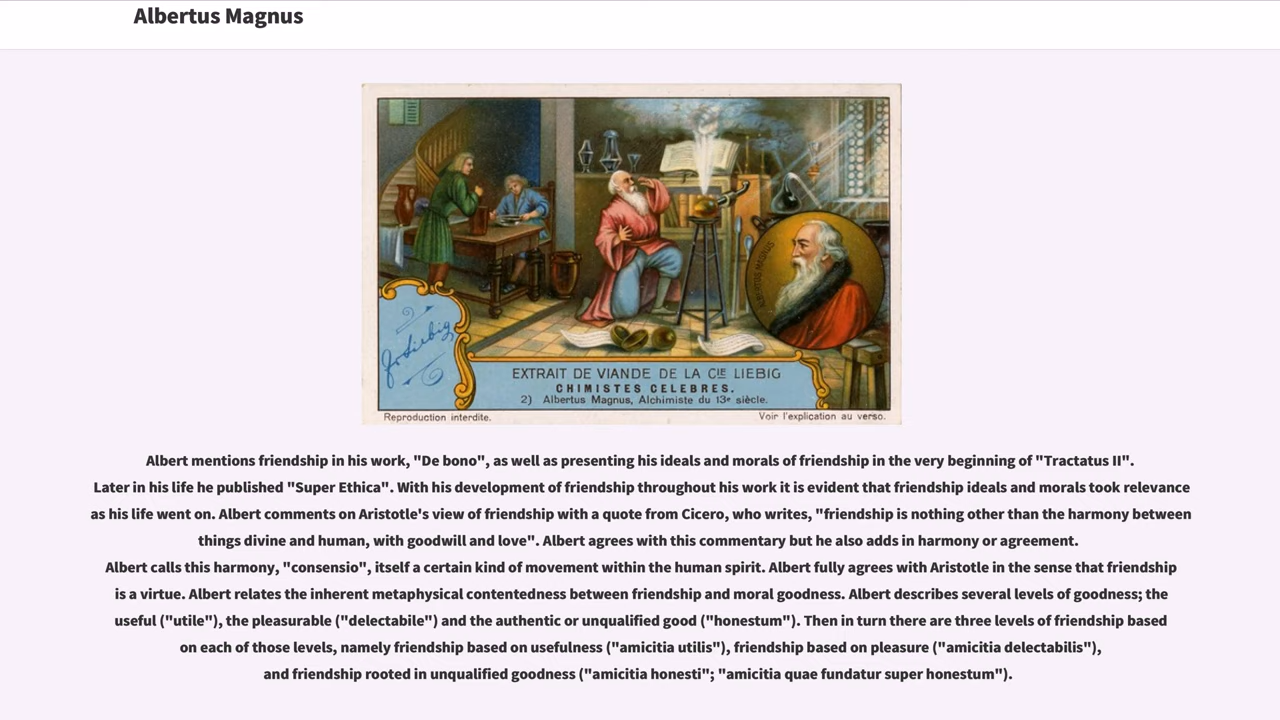 Albertus Magnus
ALBERTUS MAGNUS
Jv Liebig
EXTRAIT DE VIANDE DE LA CIE LIEBIG
CHIMISTES CELEBRES.
2) Albertus Magnus, Alchimiste du 13e siècle.
Reproduction interdite.
Voir l'explication au verso.
Albert mentions friendship in his work, "De bono", as well as presenting his ideals and morals of friendship in the very beginning of "Tractatus II".
Later in his life he published "Super Ethica". With his development of friendship throughout his work it is evident that friendship ideals and morals took relevance
as his life went on. Albert comments on Aristotle's view of friendship with a quote from Cicero, who writes, "friendship is nothing other than the harmony between
things divine and human, with goodwill and love". Albert agrees with this commentary but he also adds in harmony or agreement.
Albert calls this harmony, "consensio", itself a certain kind of movement within the human spirit. Albert fully agrees with Aristotle in the sense that friendship
is a virtue. Albert relates the inherent metaphysical contentedness between friendship and moral goodness. Albert describes several levels of goodness; the
useful ("utile"), the pleasurable ("delectabile") and the authentic or unqualified good ("honestum"). Then in turn there are three levels of friendship based
on each of those levels, namely friendship based on usefulness ("amicitia utilis"), friendship based on pleasure ("amicitia delectabilis"),
and friendship rooted in unqualified goodness ("amicitia honesti"; "amicitia quae fundatur super honestum").